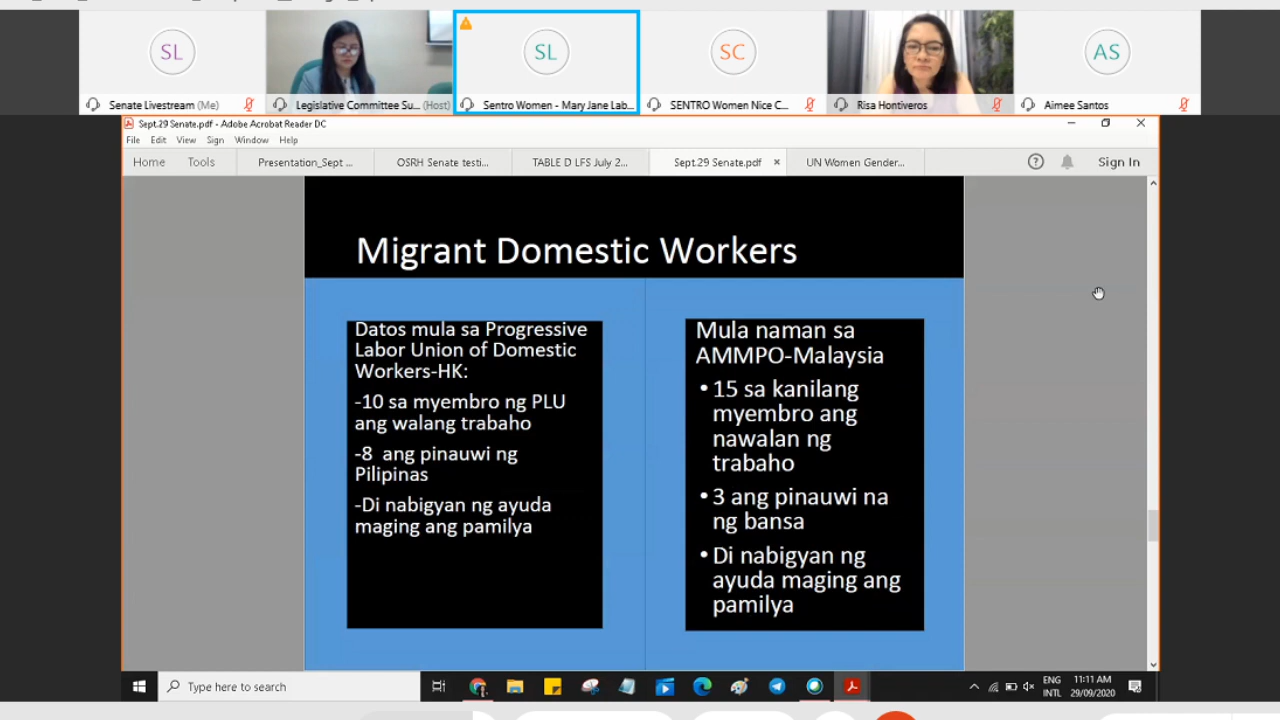 SL
SL
SC
AS
Senate Livestream (Me)
Legislative Committee Su... (Host)
Sentro Women - Mary Jane Lab...
SENTRO Women Nice C...
Risa Hontiveros
Aimee Santos
Sept.29 Senate.pdf - Adobe Acrobat Reader DC
File Edit View Sign Window Help
Home Tools Presentation_Sept ... OSRH Senate testi... TABLE D LFS July 2... Sept.29 Senate.pdf × UN Women Gender... Sign In
Migrant Domestic Workers
Datos mula sa Progressive
Labor Union of Domestic
Workers-HK:
-10 sa myembro ng PLU
ang walang trabaho
-8 ang pinauwi ng
Pilipinas
-Di nabigyan ng ayuda
maging ang pamilya
Mula naman sa
AMMPO-Malaysia
•15 sa kanilang
myembro ang
nawalan ng
trabaho
•3 ang pinauwi na
ng bansa
•Di nabigyan ng
ayuda maging ang
pamilya
Type here to search
ENG
INTL
11:11 AM
29/09/2020